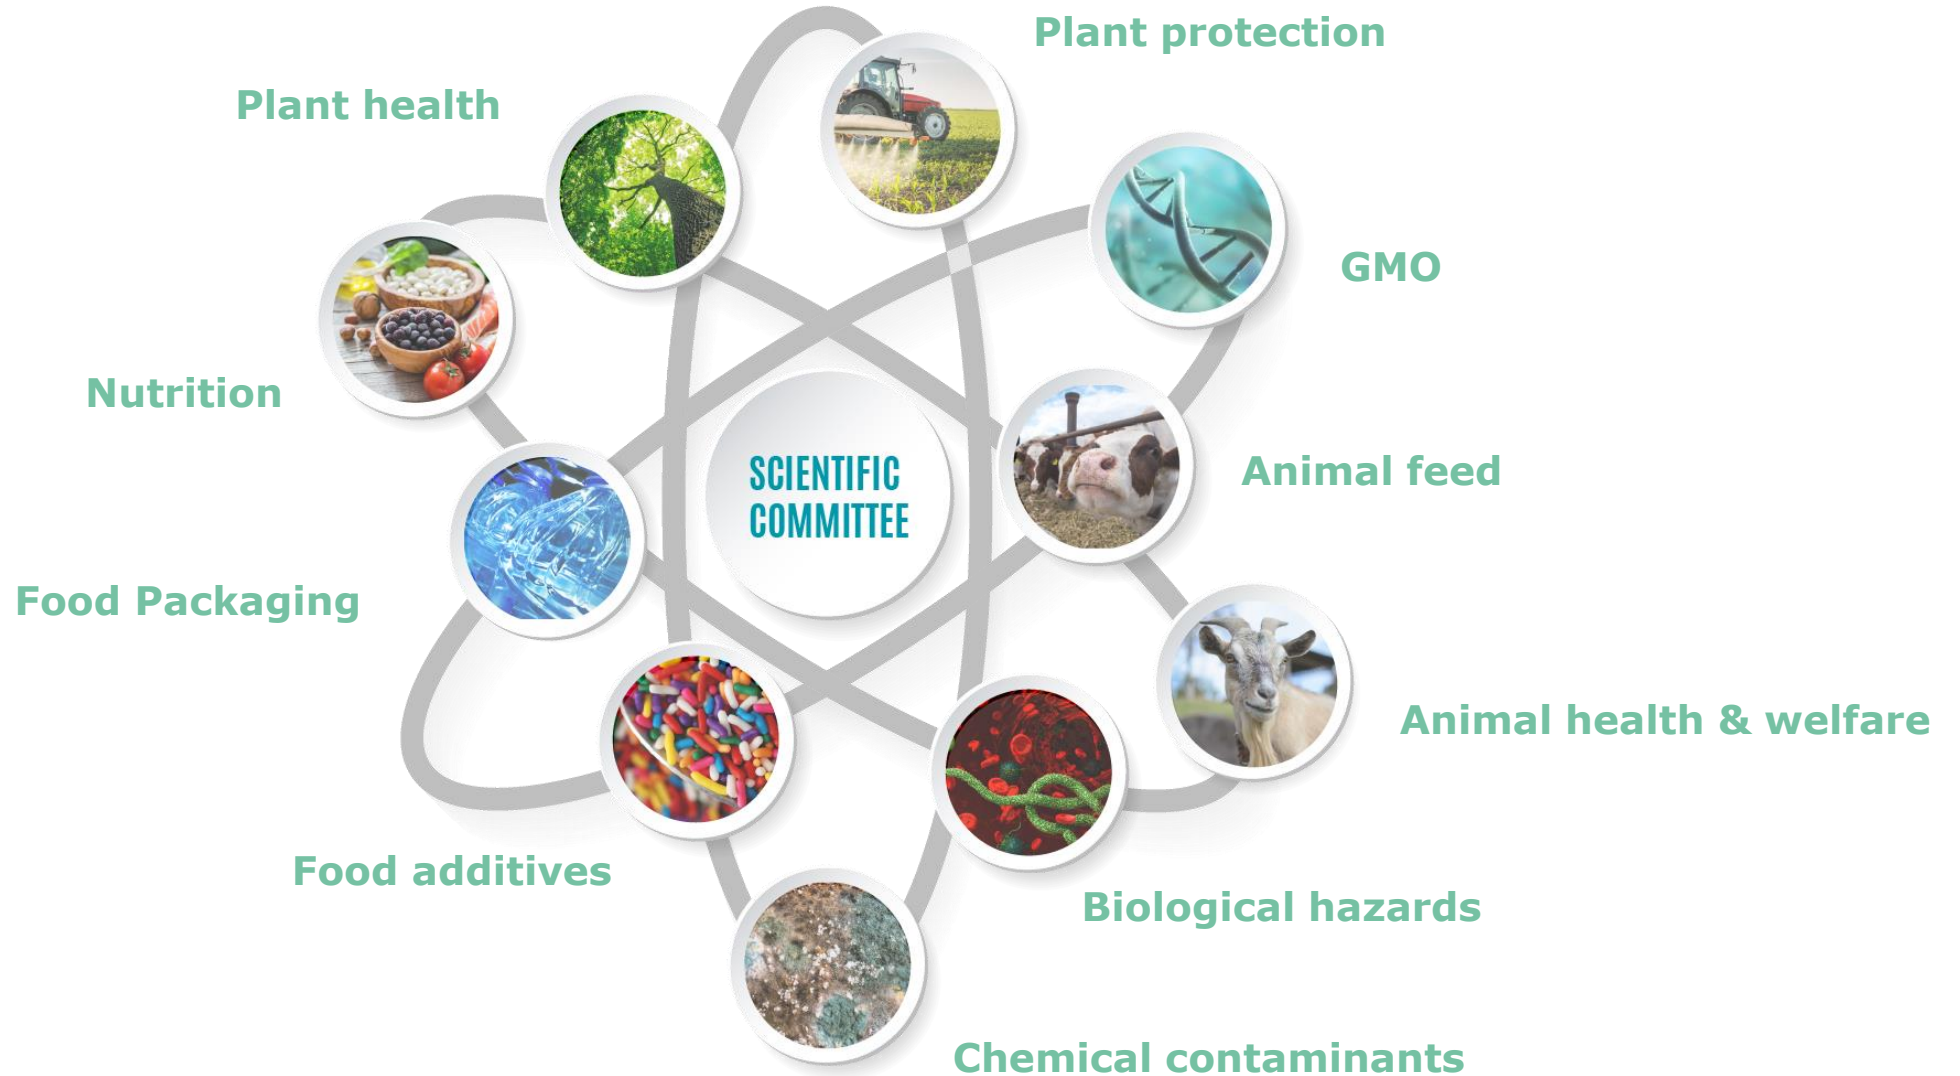 Plant protection
Plant health
GMO
Nutrition
SCIENTIFIC
COMMITTEE
Animal feed
Food Packaging
Animal health & welfare
Food additives
Biological hazards
Chemical contaminants